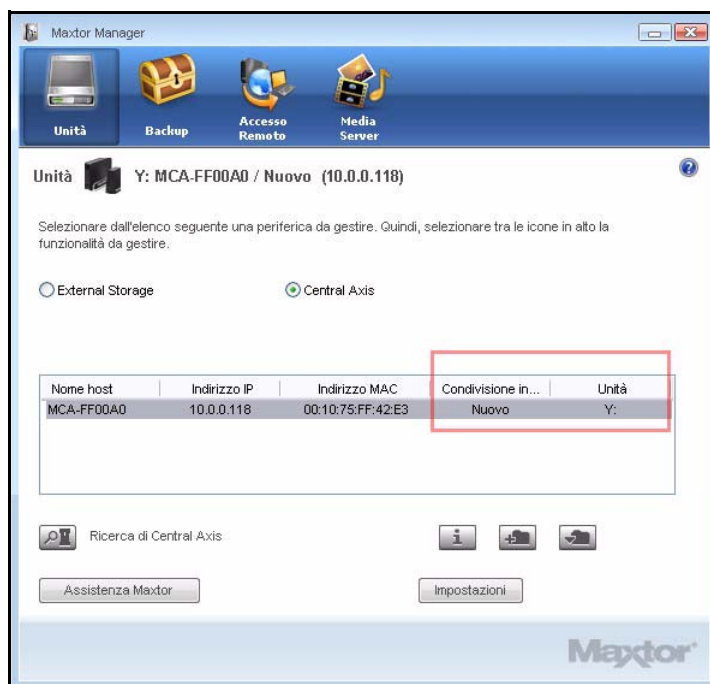 Maxtor Manager
Unità
Backup
Accesso
Remoto
Media
Server
Unità Y: MCA-FF00A0 / Nuovo (10.0.0.118)
Selezionare dall'elenco seguente una periferica da gestire. Quindi, selezionare tra le icone in alto la
funzionalità da gestire.
External Storage Central Axis
Nome host Indirizzo IP Indirizzo MAC Condivisione in... Unità
MCA-FF00A0 10.0.0.118 00:10:75:FF:42:E3 Nuovo Y:
Ricerca di Central Axis
Assistenza Maxtor Impostazioni
Maxtor